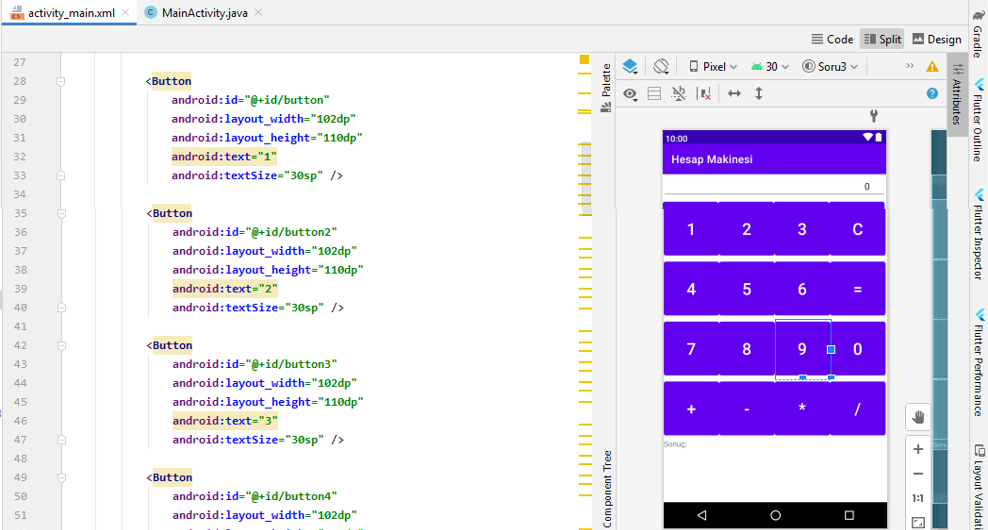 activity_main.xml
MainActivity.java
Code Split Design
27
28 <Button
29 android:id="@+id/button"
30 android:layout_width="102dp"
31 android:layout_height="110dp"
32 android:text="1"
33 android:textSize="30sp" />
34
35 <Button
36 android:id="@+id/button2"
37 android:layout_width="102dp"
38 android:layout_height="110dp"
39 android:text="2"
40 android:textSize="30sp" />
41
42 <Button
43 android:id="@+id/button3"
44 android:layout_width="102dp"
45 android:layout_height="110dp"
46 android:text="3"
47 android:textSize="30sp" />
48
49 <Button
50 android:id="@+id/button4"
51 android:layout_width="102dp"
Palette
Component Tree
Pixel 30 Soru3 »
10:00
Hesap Makinesi
0
1 2 3 C
4 5 6 =
7 8 9 0
+ - * /
Sonuç:
+
−
1:1
Attributes
Gradle
Flutter Outline
Flutter Inspector
Flutter Performance